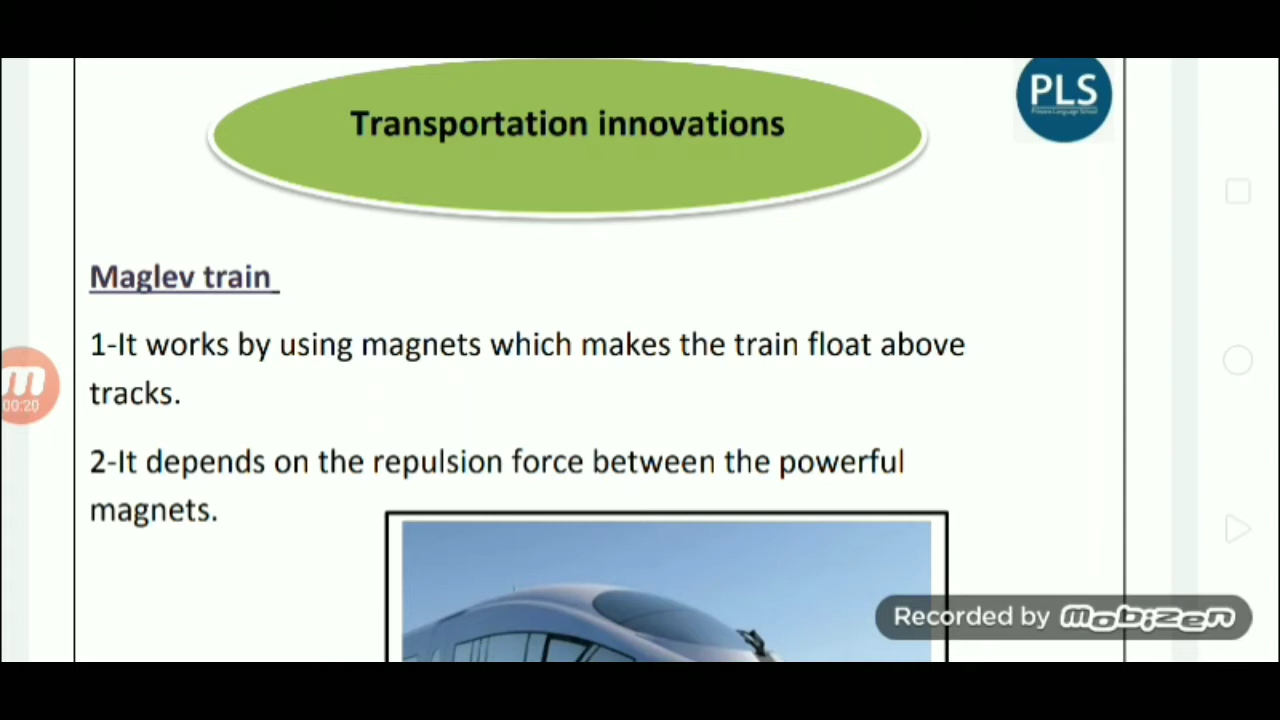 Transportation innovations
PLS
Maglev train
1-It works by using magnets which makes the train float above
tracks.
00:20
2-It depends on the repulsion force between the powerful
magnets.
Recorded by mobizen